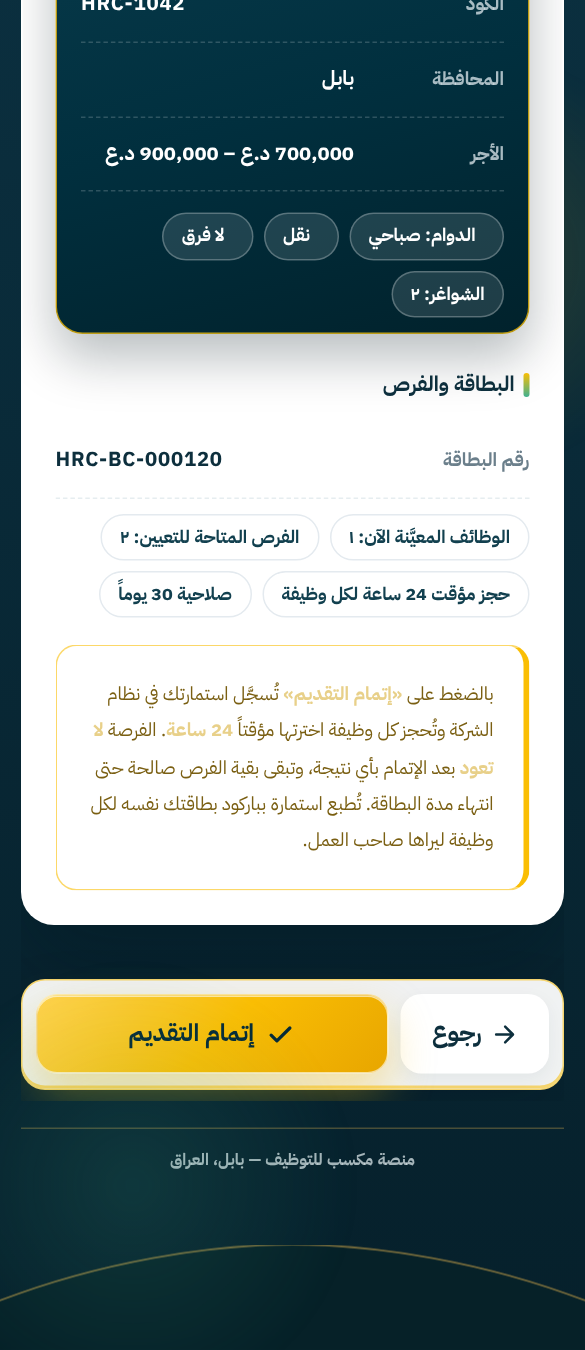 الكود HRC-1042
المحافظة بابل
الأجر 700,000 د.ع – 900,000 د.ع
الدوام: صباحي نقل لا فرق
الشواغر: ٢
البطاقة والفرص
رقم البطاقة HRC-BC-000120
الوظائف المعيَّنة الآن: ١ الفرص المتاحة للتعيين: ٢
حجز مؤقت 24 ساعة لكل وظيفة صلاحية 30 يوماً
بالضغط على «إتمام التقديم» تُسجَّل استمارتك في نظام
الشركة وتُحجز كل وظيفة اخترتها مؤقتاً 24 ساعة. الفرصة لا
تعود بعد الإتمام بأي نتيجة، وتبقى بقية الفرص صالحة حتى
انتهاء مدة البطاقة. تُطبع استمارة بباركود بطاقتك نفسه لكل
وظيفة ليراها صاحب العمل.
رجوع إتمام التقديم
منصة مكسب للتوظيف — بابل، العراق